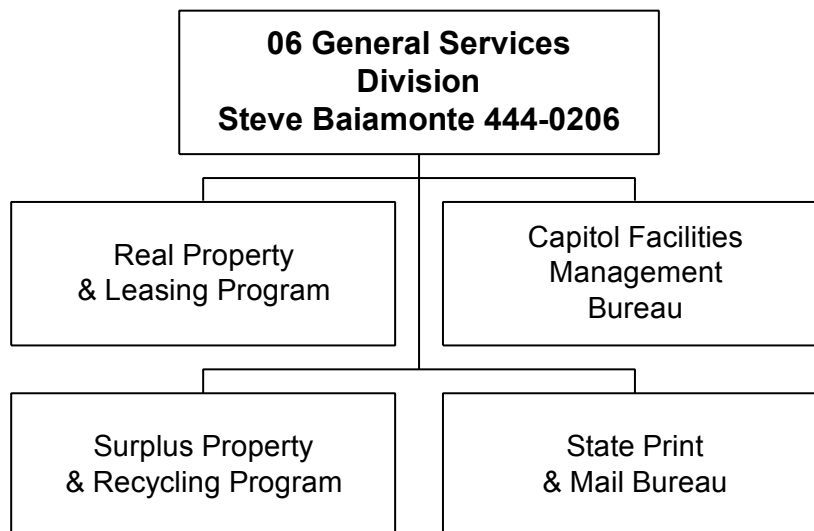 06 General Services
Division
Steve Baiamonte 444-0206
Real Property
& Leasing Program
Capitol Facilities
Management
Bureau
Surplus Property
& Recycling Program
State Print
& Mail Bureau